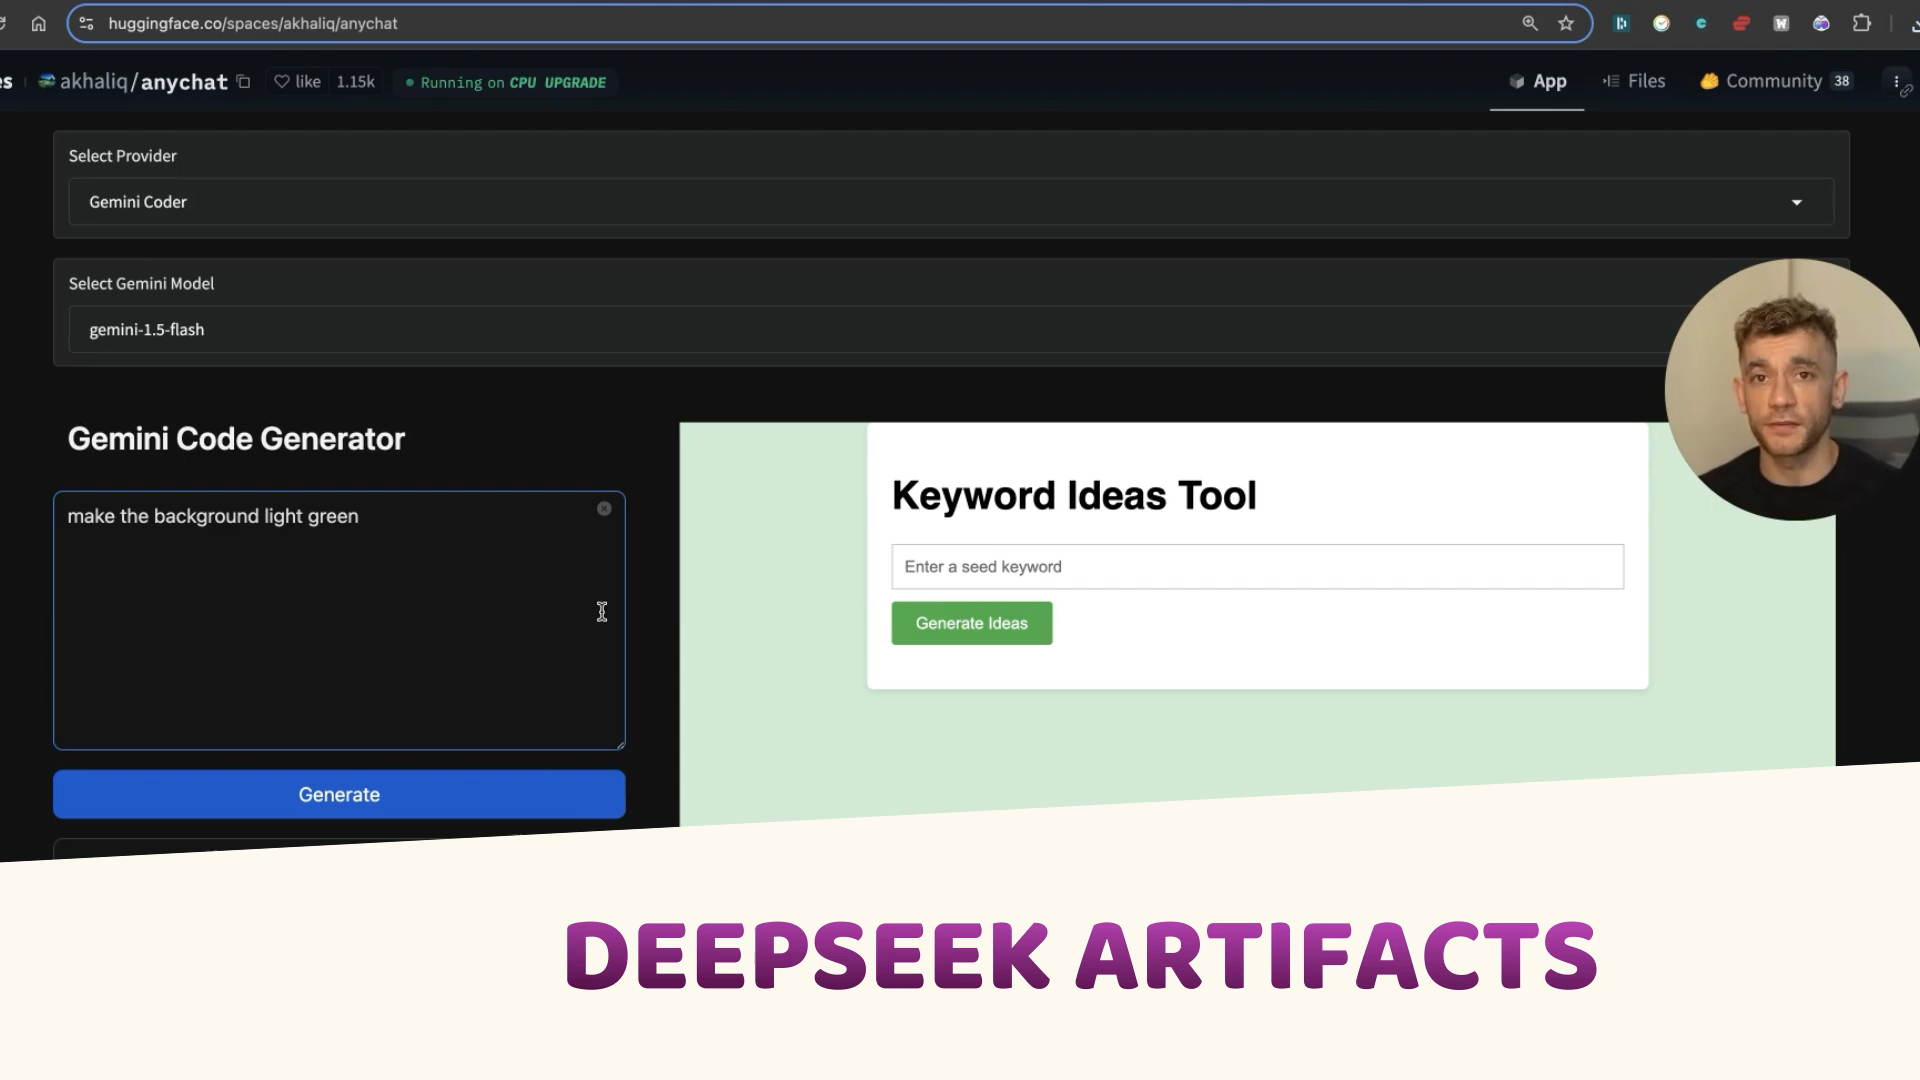 huggingface.co/spaces/akhaliq/anychat
es
akhaliq/anychat
like 1.15k
Running on CPU UPGRADE
App
Files
Community 38
Select Provider
Gemini Coder
Select Gemini Model
gemini-1.5-flash
Gemini Code Generator
make the background light green
Generate
Keyword Ideas Tool
Enter a seed keyword
Generate Ideas
DEEPSEEK ARTIFACTS